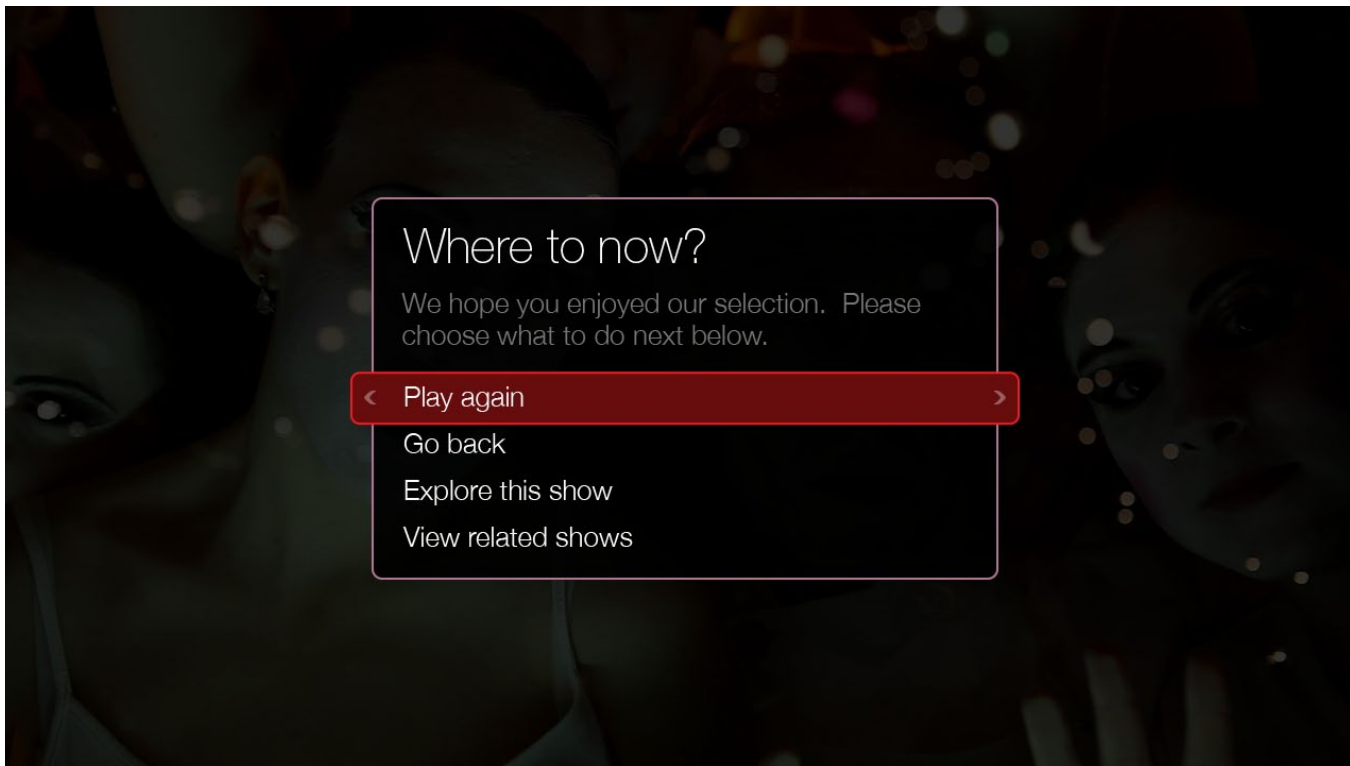 Where to now?
We hope you enjoyed our selection.  Please
choose what to do next below.
Play again
Go back
Explore this show
View related shows